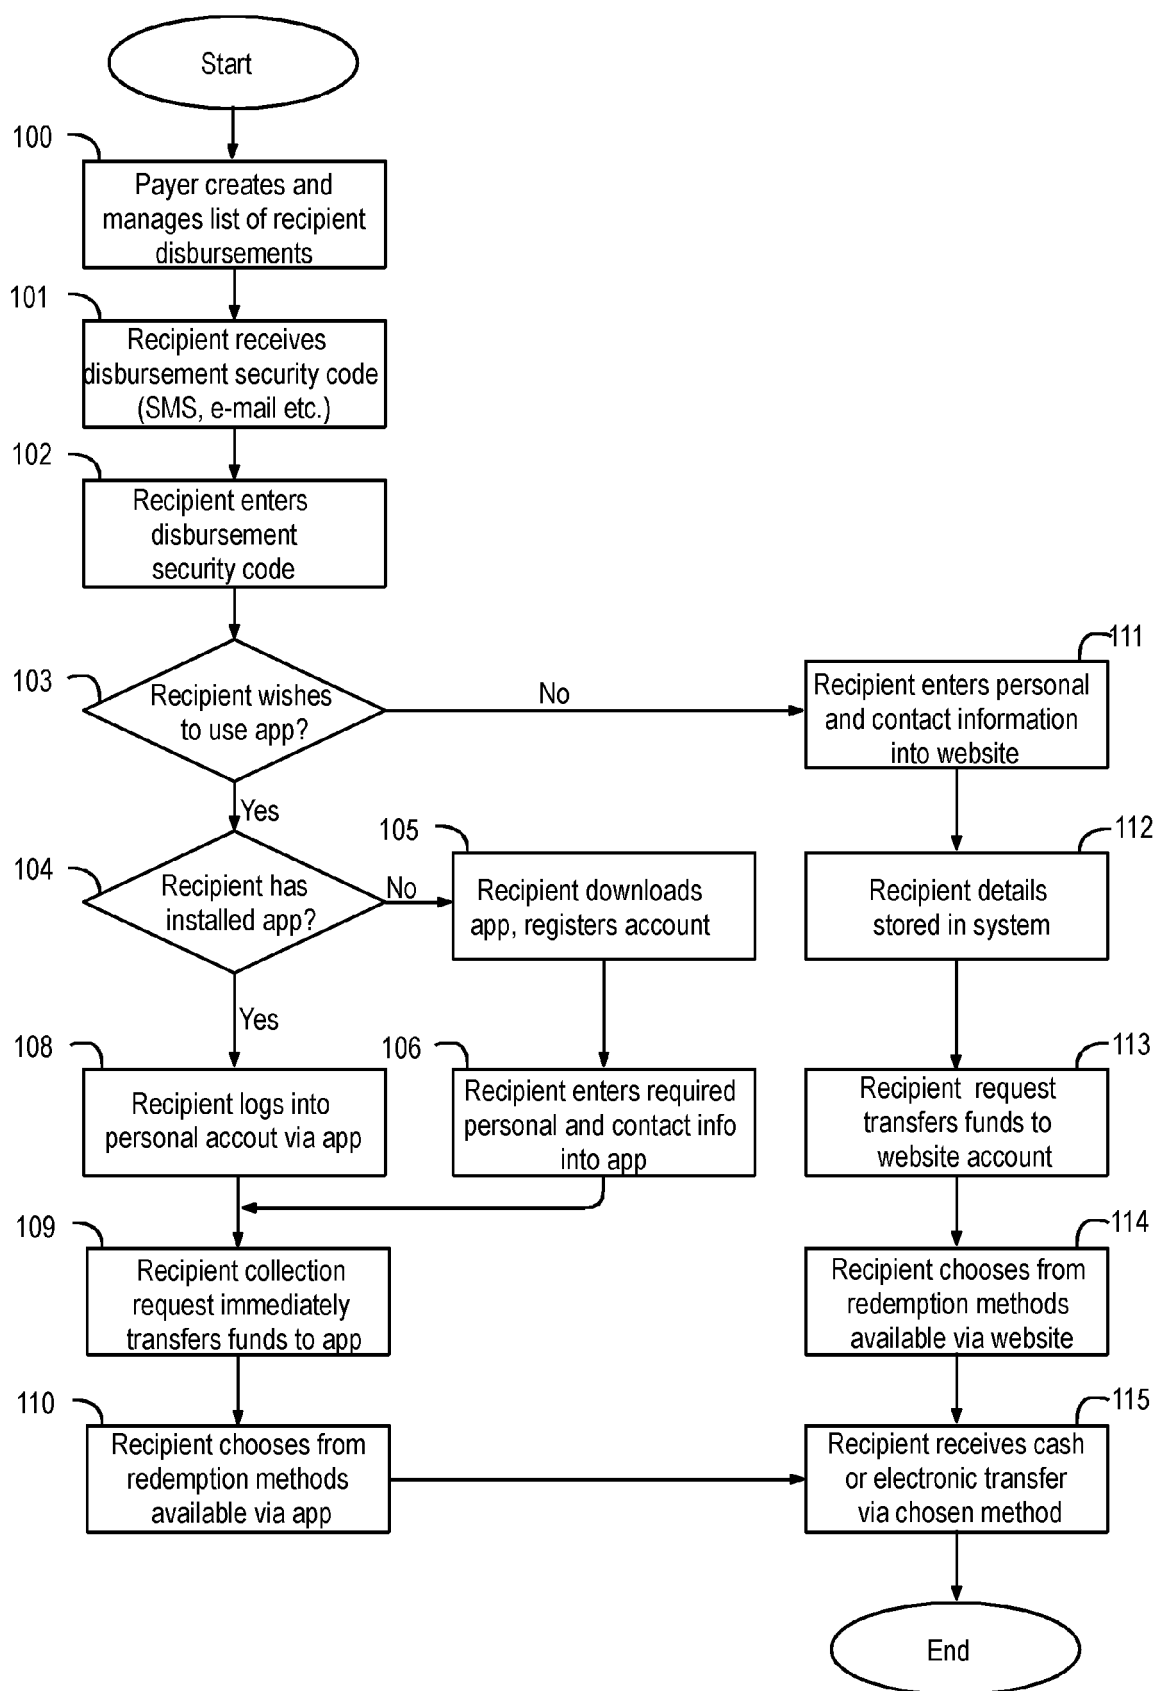 Start
100
Payer creates and
manages list of recipient
disbursements
101
Recipient receives
disbursement security code
(SMS, e-mail etc.)
102
Recipient enters
disbursement
security code
103
Recipient wishes
to use app?
No
111
Recipient enters personal
and contact information
into website
Yes
104
Recipient has
installed app?
No
105
Recipient downloads
app, registers account
112
Recipient details
stored in system
Yes
108
Recipient logs into
personal accout via app
106
Recipient enters required
personal and contact info
into app
113
Recipient request
transfers funds to
website account
109
Recipient collection
request immediately
transfers funds to app
114
Recipient chooses from
redemption methods
available via website
110
Recipient chooses from
redemption methods
available via app
115
Recipient receives cash
or electronic transfer
via chosen method
End